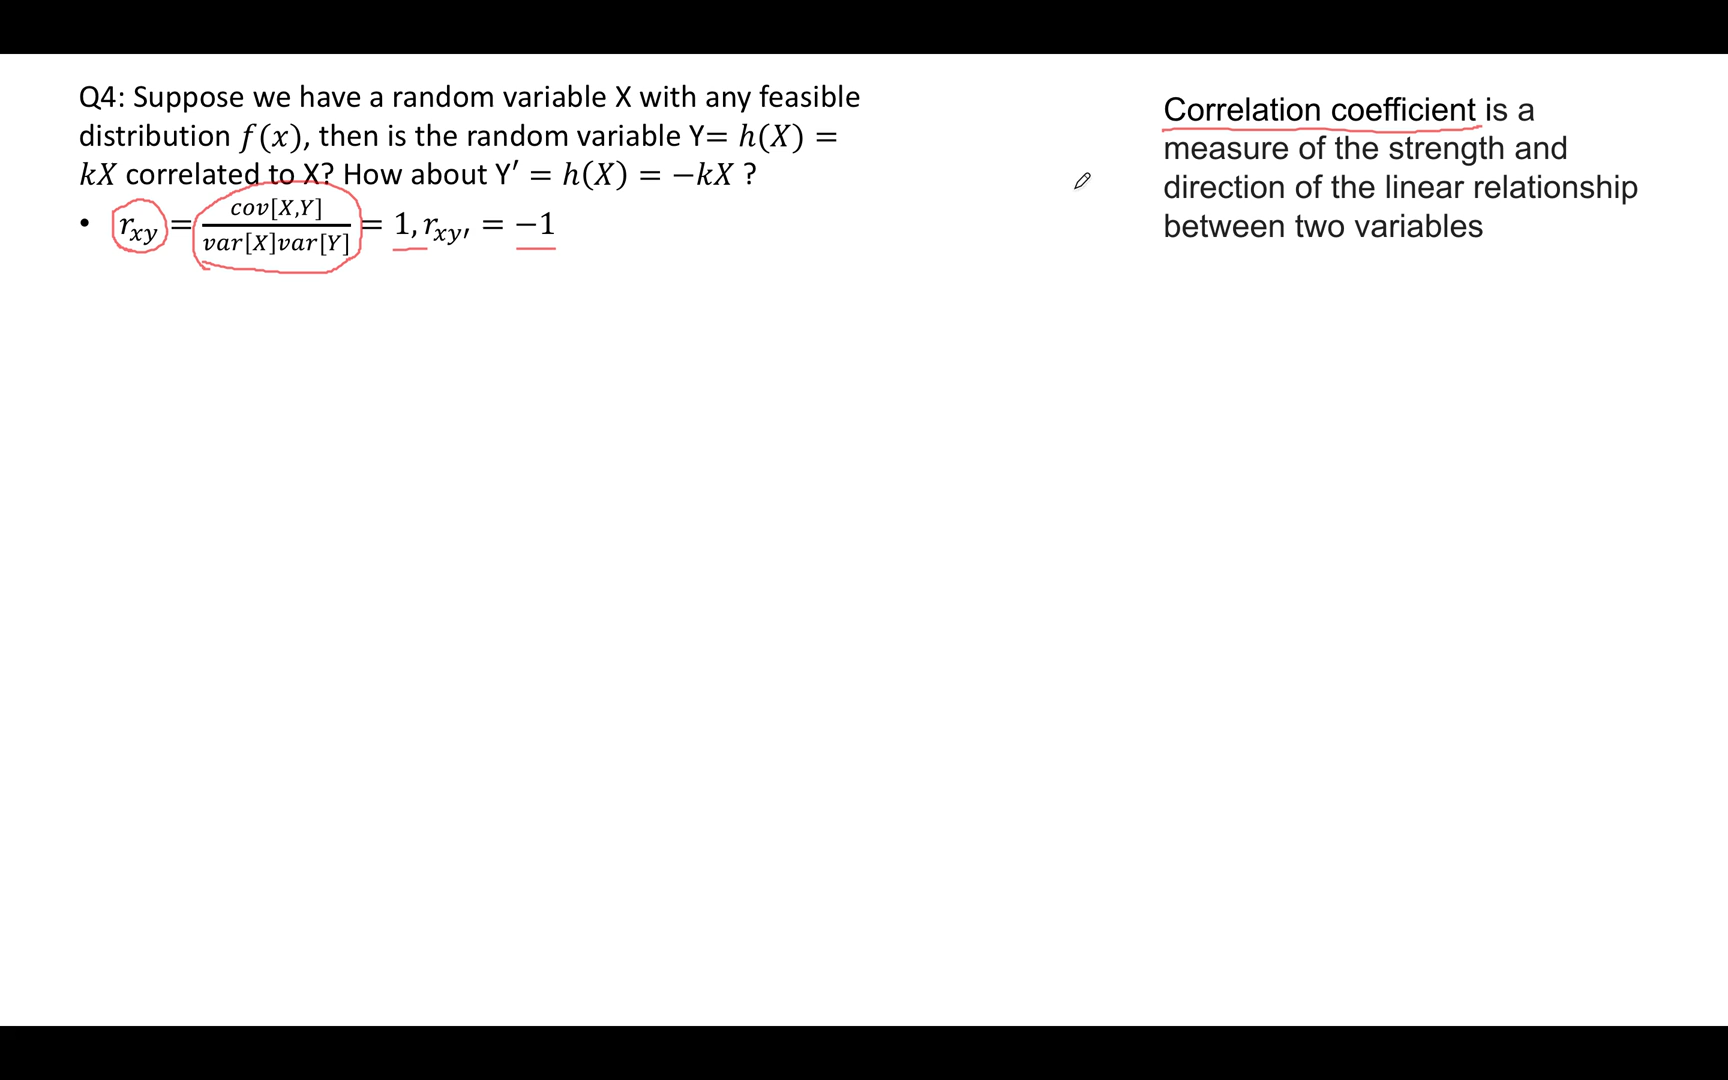 Q4: Suppose we have a random variable X with any feasible
distribution f(x), then is the random variable Y= h(X) =
kX correlated to X? How about Y′ = h(X) = −kX ?
• rxy = cov[X,Y] / var[X]var[Y] = 1, rxy′ = −1
Correlation coefficient is a
measure of the strength and
direction of the linear relationship
between two variables